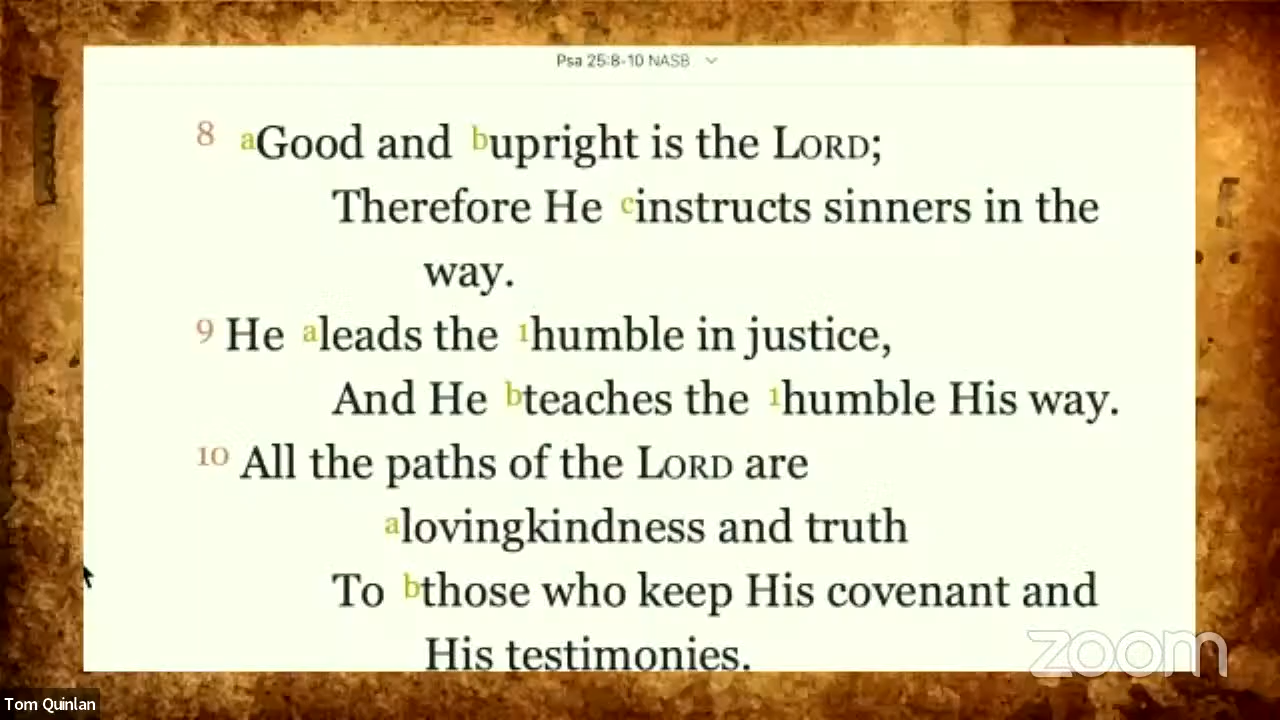 Psa 25:8-10 NASB
8 aGood and bupright is the LORD;
Therefore He cinstructs sinners in the
way.
9 He aleads the 1humble in justice,
And He bteaches the 1humble His way.
10 All the paths of the LORD are
alovingkindness and truth
To bthose who keep His covenant and
His testimonies.
zoom
Tom Quinlan